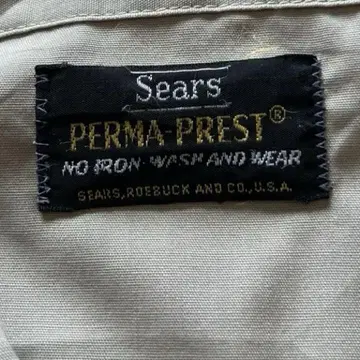 Sears
PERMA-PREST®
NO IRON-WASH AND WEAR
SEARS, ROEBUCK AND CO., U.S.A.